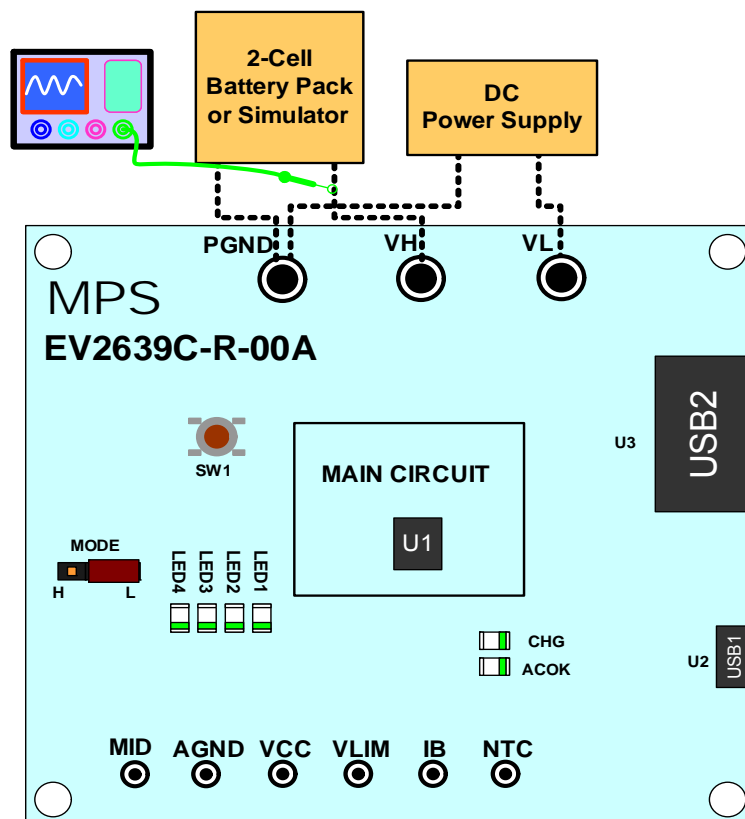 2-Cell
Battery Pack
or Simulator
DC
Power Supply
PGND
VH
VL
MPS
EV2639C-R-00A
SW1
MAIN CIRCUIT
U1
U3
USB2
MODE
H
L
LED4
LED3
LED2
LED1
CHG
ACOK
U2
USB1
MID
AGND
VCC
VLIM
IB
NTC